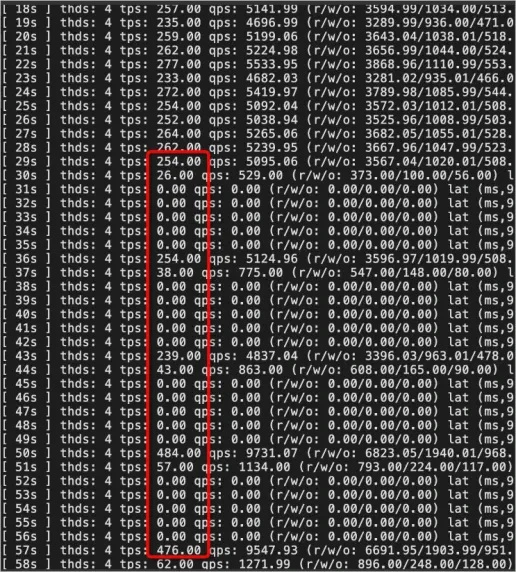 [ 18s ] thds: 4 tps: 257.00 qps: 5141.99 (r/w/o: 3594.99/1034.00/513.
[ 19s ] thds: 4 tps: 235.00 qps: 4696.99 (r/w/o: 3289.99/936.00/471.0
[ 20s ] thds: 4 tps: 259.00 qps: 5199.06 (r/w/o: 3643.04/1038.01/518.
[ 21s ] thds: 4 tps: 262.00 qps: 5224.98 (r/w/o: 3656.99/1044.00/524.
[ 22s ] thds: 4 tps: 277.00 qps: 5533.95 (r/w/o: 3868.96/1110.99/553.
[ 23s ] thds: 4 tps: 233.00 qps: 4682.03 (r/w/o: 3281.02/935.01/466.0
[ 24s ] thds: 4 tps: 272.00 qps: 5419.97 (r/w/o: 3789.98/1085.99/544.
[ 25s ] thds: 4 tps: 254.00 qps: 5092.04 (r/w/o: 3572.03/1012.01/508.
[ 26s ] thds: 4 tps: 252.00 qps: 5038.94 (r/w/o: 3525.96/1008.99/503.
[ 27s ] thds: 4 tps: 264.00 qps: 5265.06 (r/w/o: 3682.05/1055.01/528.
[ 28s ] thds: 4 tps: 262.00 qps: 5239.95 (r/w/o: 3667.96/1047.99/523.
[ 29s ] thds: 4 tps: 254.00 qps: 5095.06 (r/w/o: 3567.04/1020.01/508.
[ 30s ] thds: 4 tps: 26.00 qps: 529.00 (r/w/o: 373.00/100.00/56.00) l
[ 31s ] thds: 4 tps: 0.00 qps: 0.00 (r/w/o: 0.00/0.00/0.00) lat (ms,9
[ 32s ] thds: 4 tps: 0.00 qps: 0.00 (r/w/o: 0.00/0.00/0.00) lat (ms,9
[ 33s ] thds: 4 tps: 0.00 qps: 0.00 (r/w/o: 0.00/0.00/0.00) lat (ms,9
[ 34s ] thds: 4 tps: 0.00 qps: 0.00 (r/w/o: 0.00/0.00/0.00) lat (ms,9
[ 35s ] thds: 4 tps: 0.00 qps: 0.00 (r/w/o: 0.00/0.00/0.00) lat (ms,9
[ 36s ] thds: 4 tps: 254.00 qps: 5124.96 (r/w/o: 3596.97/1019.99/508.
[ 37s ] thds: 4 tps: 38.00 qps: 775.00 (r/w/o: 547.00/148.00/80.00) l
[ 38s ] thds: 4 tps: 0.00 qps: 0.00 (r/w/o: 0.00/0.00/0.00) lat (ms,9
[ 39s ] thds: 4 tps: 0.00 qps: 0.00 (r/w/o: 0.00/0.00/0.00) lat (ms,9
[ 40s ] thds: 4 tps: 0.00 qps: 0.00 (r/w/o: 0.00/0.00/0.00) lat (ms,9
[ 41s ] thds: 4 tps: 0.00 qps: 0.00 (r/w/o: 0.00/0.00/0.00) lat (ms,9
[ 42s ] thds: 4 tps: 0.00 qps: 0.00 (r/w/o: 0.00/0.00/0.00) lat (ms,9
[ 43s ] thds: 4 tps: 239.00 qps: 4837.04 (r/w/o: 3396.03/963.01/478.0
[ 44s ] thds: 4 tps: 43.00 qps: 863.00 (r/w/o: 608.00/165.00/90.00) l
[ 45s ] thds: 4 tps: 0.00 qps: 0.00 (r/w/o: 0.00/0.00/0.00) lat (ms,9
[ 46s ] thds: 4 tps: 0.00 qps: 0.00 (r/w/o: 0.00/0.00/0.00) lat (ms,9
[ 47s ] thds: 4 tps: 0.00 qps: 0.00 (r/w/o: 0.00/0.00/0.00) lat (ms,9
[ 48s ] thds: 4 tps: 0.00 qps: 0.00 (r/w/o: 0.00/0.00/0.00) lat (ms,9
[ 49s ] thds: 4 tps: 0.00 qps: 0.00 (r/w/o: 0.00/0.00/0.00) lat (ms,9
[ 50s ] thds: 4 tps: 484.00 qps: 9731.07 (r/w/o: 6823.05/1940.01/968.
[ 51s ] thds: 4 tps: 57.00 qps: 1134.00 (r/w/o: 793.00/224.00/117.00)
[ 52s ] thds: 4 tps: 0.00 qps: 0.00 (r/w/o: 0.00/0.00/0.00) lat (ms,9
[ 53s ] thds: 4 tps: 0.00 qps: 0.00 (r/w/o: 0.00/0.00/0.00) lat (ms,9
[ 54s ] thds: 4 tps: 0.00 qps: 0.00 (r/w/o: 0.00/0.00/0.00) lat (ms,9
[ 55s ] thds: 4 tps: 0.00 qps: 0.00 (r/w/o: 0.00/0.00/0.00) lat (ms,9
[ 56s ] thds: 4 tps: 0.00 qps: 0.00 (r/w/o: 0.00/0.00/0.00) lat (ms,9
[ 57s ] thds: 4 tps: 476.00 qps: 9547.93 (r/w/o: 6691.95/1903.99/951.
[ 58s ] thds: 4 tps: 62.00 qps: 1271.99 (r/w/o: 896.00/248.00/128.00)